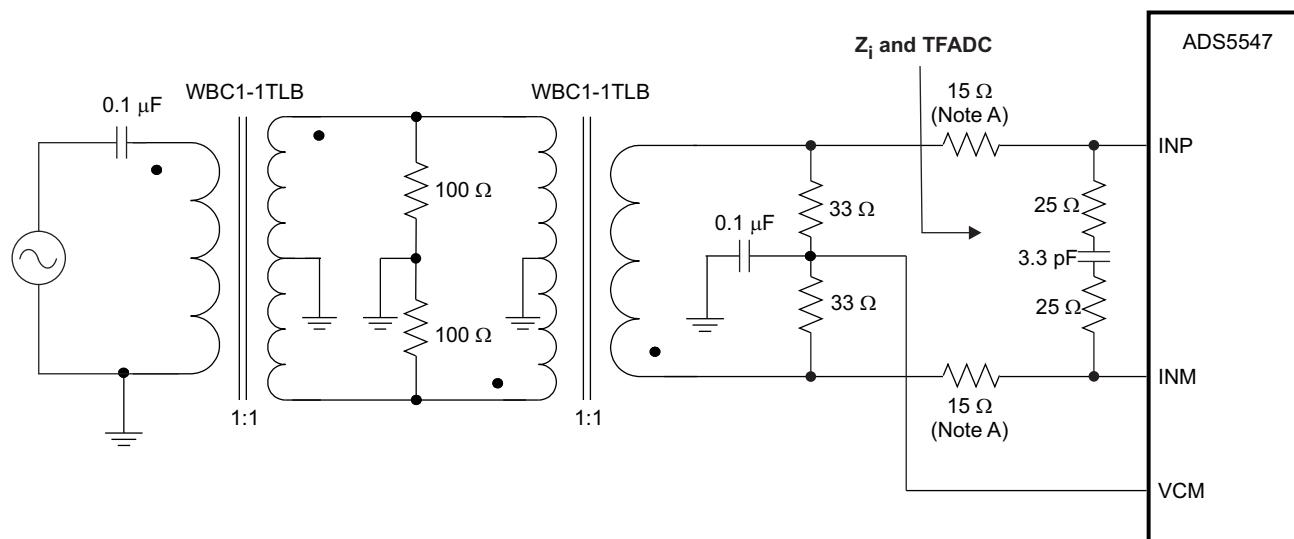 ADS5547
Zi and TFADC
WBC1-1TLB
WBC1-1TLB
0.1 μF
15 Ω
(Note A)
INP
100 Ω
33 Ω
25 Ω
0.1 μF
3.3 pF
100 Ω
33 Ω
25 Ω
INM
1:1
1:1
15 Ω
(Note A)
VCM